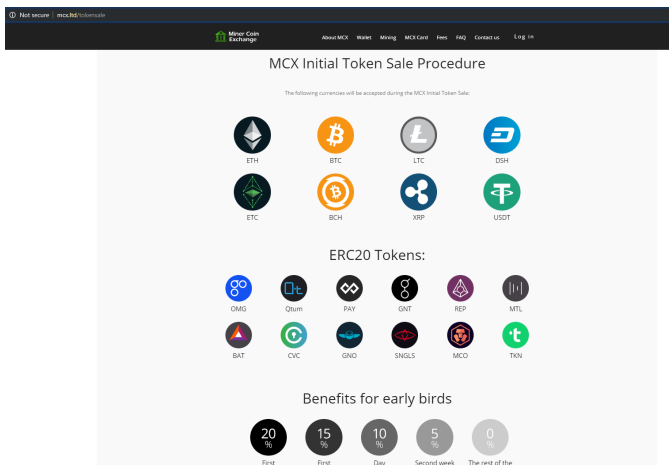 Not secure | mcx.ltd/tokensale
Miner Coin
Exchange
About MCX Wallet Mining MCX Card Fees FAQ Contact us Log in
MCX Initial Token Sale Procedure
The following currencies will be accepted during the MCX Initial Token Sale:
ETH BTC LTC DSH
ETC BCH XRP USDT
ERC20 Tokens:
OMG Qtum PAY GNT REP MTL
BAT CVC GNO SNGLS MCO TKN
Benefits for early birds
20 15 10 5 0
% % % % %
First First Day Second week The rest of the